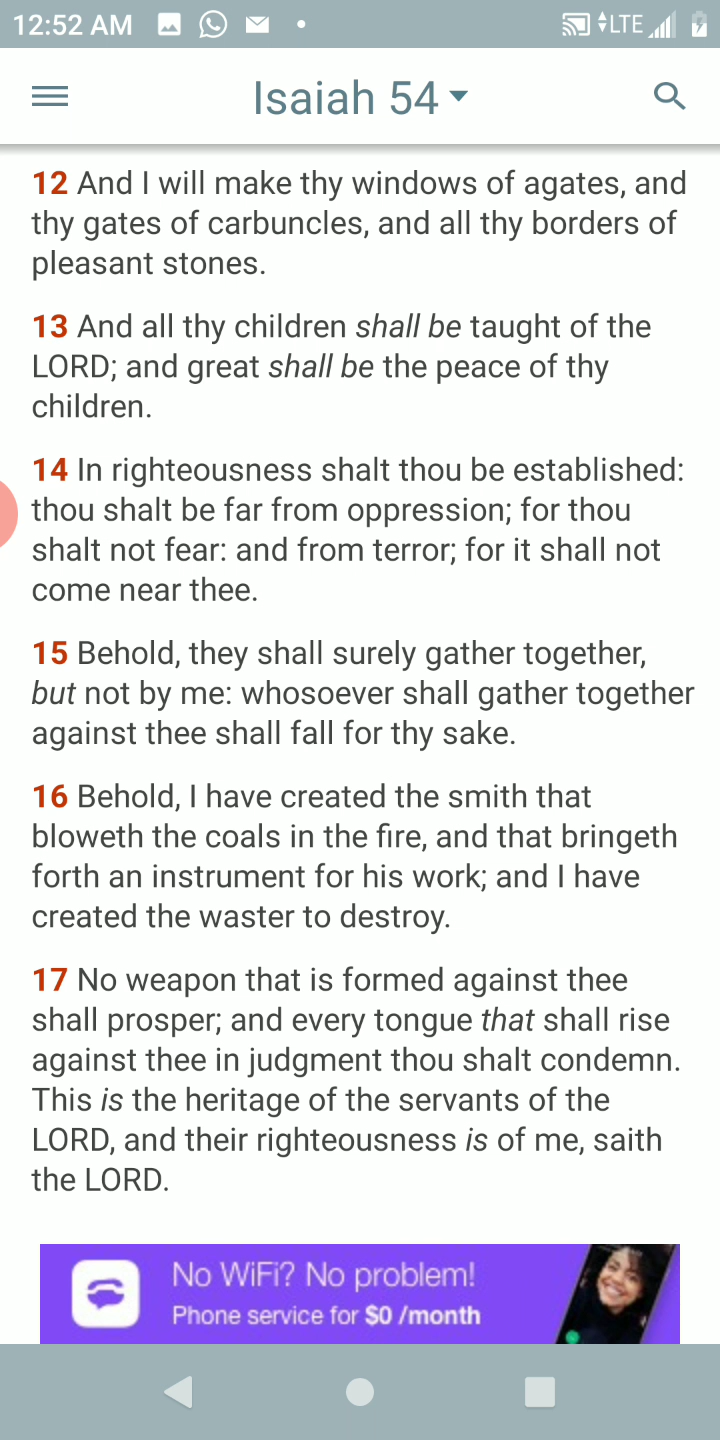 12:52 AM
LTE
Isaiah 54
12 And I will make thy windows of agates, and
thy gates of carbuncles, and all thy borders of
pleasant stones.
13 And all thy children shall be taught of the
LORD; and great shall be the peace of thy
children.
14 In righteousness shalt thou be established:
thou shalt be far from oppression; for thou
shalt not fear: and from terror; for it shall not
come near thee.
15 Behold, they shall surely gather together,
but not by me: whosoever shall gather together
against thee shall fall for thy sake.
16 Behold, I have created the smith that
bloweth the coals in the fire, and that bringeth
forth an instrument for his work; and I have
created the waster to destroy.
17 No weapon that is formed against thee
shall prosper; and every tongue that shall rise
against thee in judgment thou shalt condemn.
This is the heritage of the servants of the
LORD, and their righteousness is of me, saith
the LORD.
No WiFi? No problem!
Phone service for $0 /month